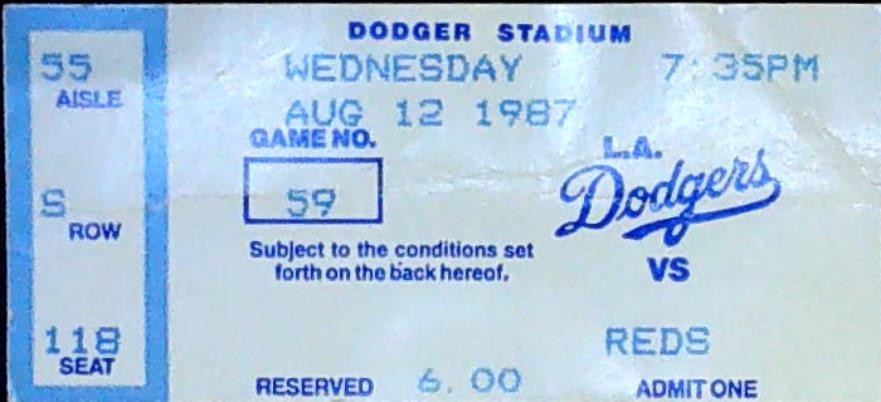 DODGER STADIUM
55 WEDNESDAY 7:35PM
AISLE
AUG 12 1987
GAME NO.
L.A.
59
Dodgers
S
ROW
Subject to the conditions set
forth on the back hereof.
VS
118
SEAT
REDS
RESERVED 6.00 ADMIT ONE